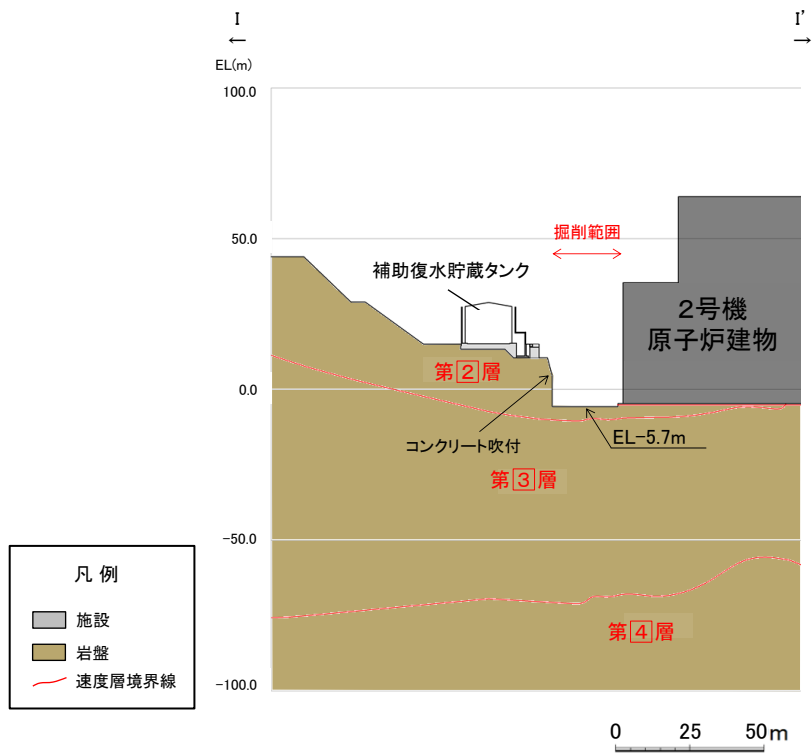 I
I'
←
→
EL(m)
100.0
50.0
0.0
-50.0
-100.0
掘削範囲
補助復水貯蔵タンク
2号機
原子炉建物
第2層
コンクリート吹付
EL-5.7m
第3層
第4層
凡例
施設
岩盤
速度層境界線
0 25 50m